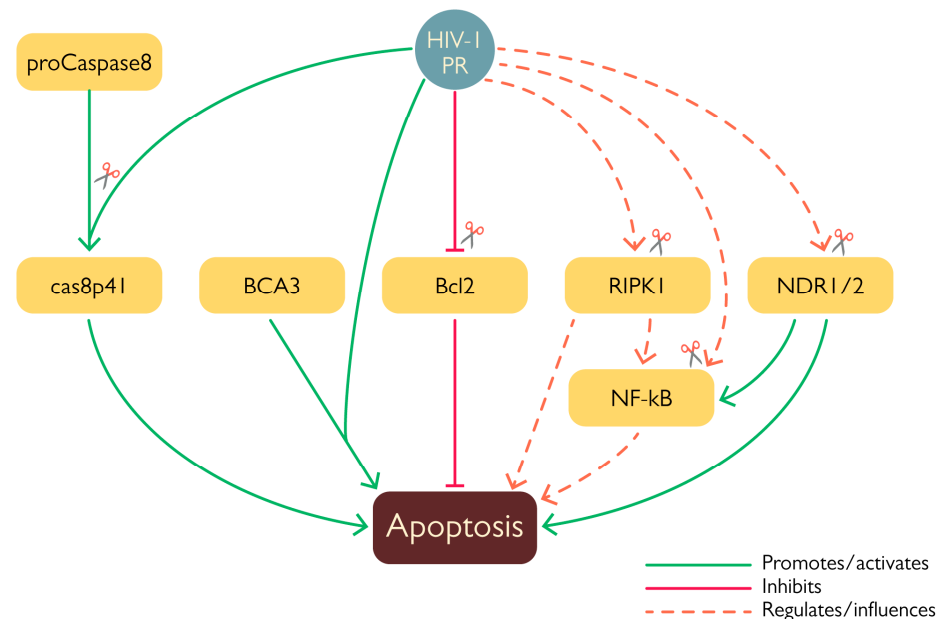 proCaspase8
HIV-1
PR
cas8p41
BCA3
Bcl2
RIPK1
NDR1/2
NF-kB
Apoptosis
Promotes/activates
Inhibits
Regulates/influences